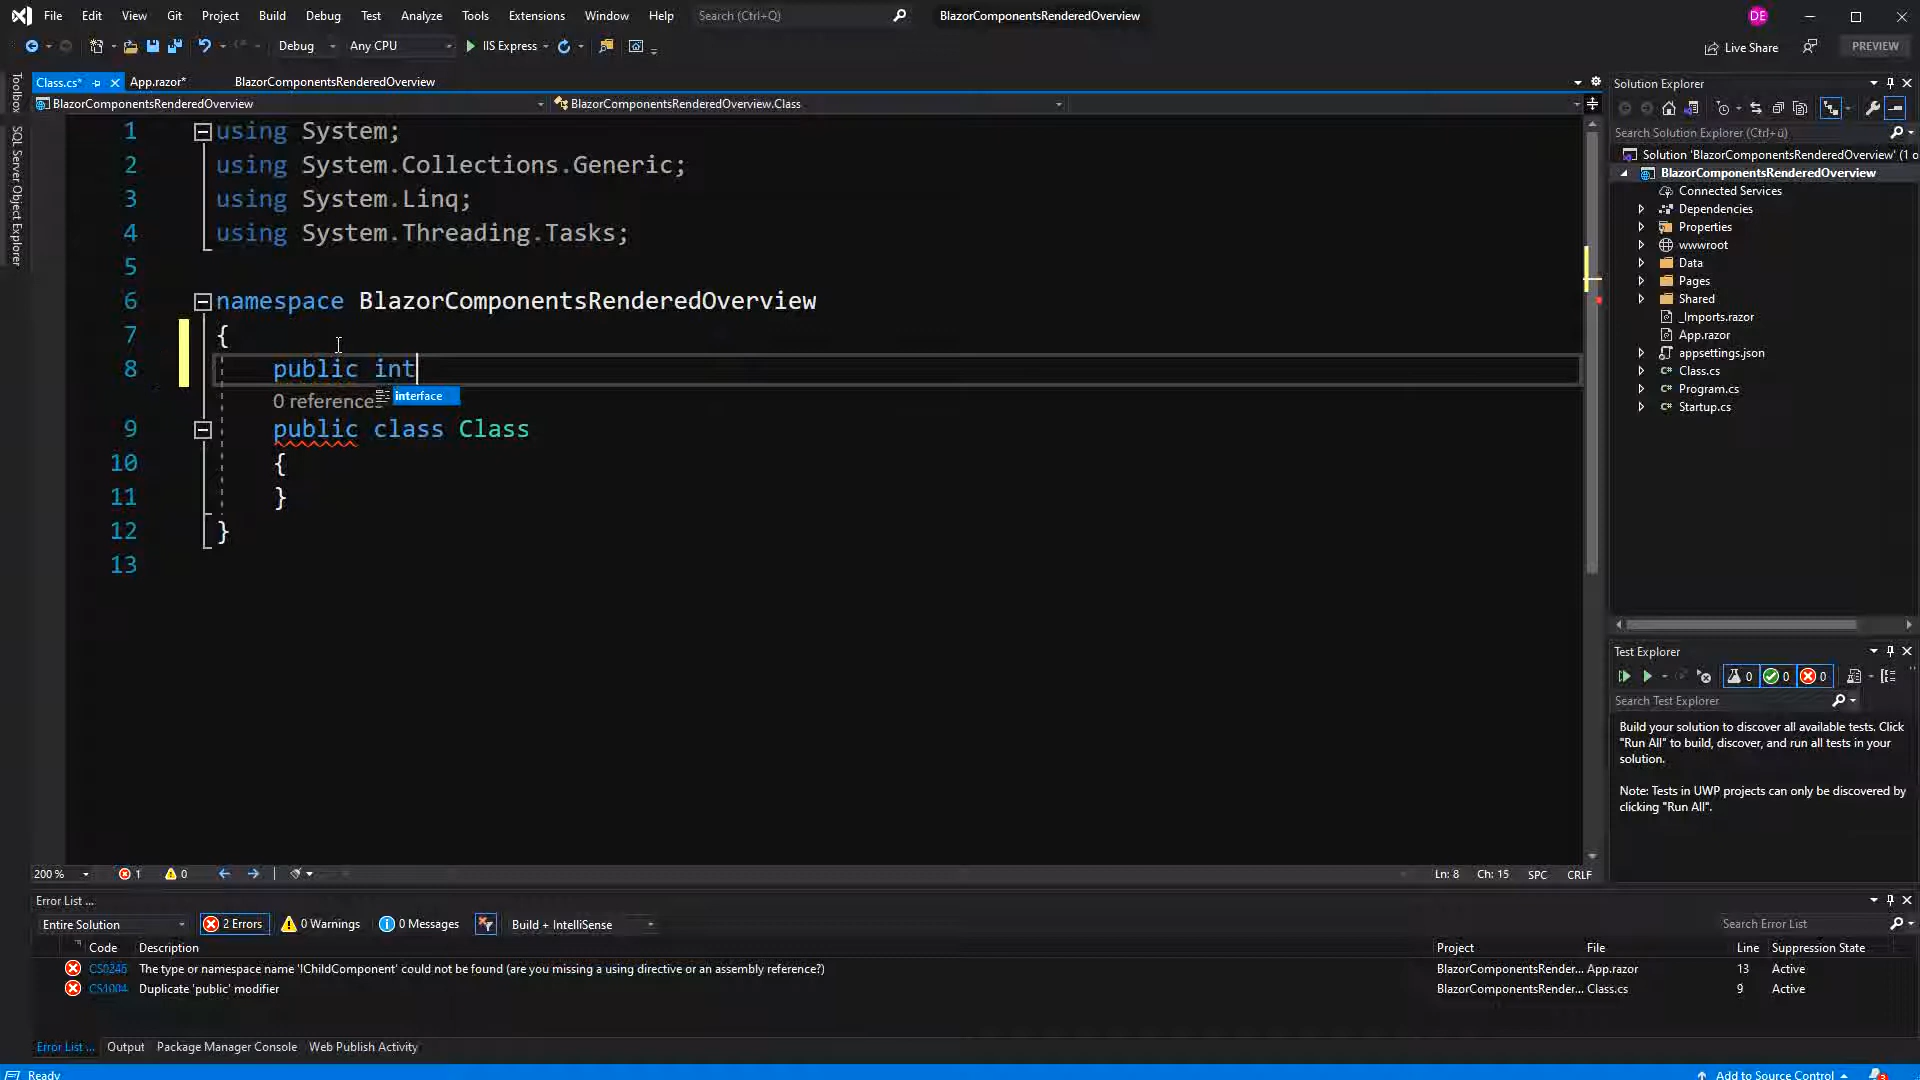 File Edit View Git Project Build Debug Test Analyze Tools Extensions Window Help Search (Ctrl+Q) BlazorComponentsRenderedOverview DE
Debug Any CPU IIS Express Live Share PREVIEW
Class.cs* App.razor* BlazorComponentsRenderedOverview
BlazorComponentsRenderedOverview BlazorComponentsRenderedOverview.Class
Toolbox
SQL Server Object Explorer
1 using System;
2 using System.Collections.Generic;
3 using System.Linq;
4 using System.Threading.Tasks;
5
6 namespace BlazorComponentsRenderedOverview
7 {
8 public int
interface
0 references
9 public class Class
10 {
11 }
12 }
13
Solution Explorer
Search Solution Explorer (Ctrl+ü)
Solution 'BlazorComponentsRenderedOverview' (1 o
BlazorComponentsRenderedOverview
Connected Services
Dependencies
Properties
wwwroot
Data
Pages
Shared
_Imports.razor
App.razor
appsettings.json
C# Class.cs
C# Program.cs
C# Startup.cs
Test Explorer
0 0 0
Search Test Explorer
Build your solution to discover all available tests. Click
"Run All" to build, discover, and run all tests in your
solution.
Note: Tests in UWP projects can only be discovered by
clicking "Run All".
200 % 1 0 Ln: 8 Ch: 15 SPC CRLF
Error List ...
Entire Solution 2 Errors 0 Warnings 0 Messages Build + IntelliSense Search Error List
Code Description Project File Line Suppression State
CS0246 The type or namespace name 'IChildComponent' could not be found (are you missing a using directive or an assembly reference?) BlazorComponentsRender... App.razor 13 Active
CS1004 Duplicate 'public' modifier BlazorComponentsRender... Class.cs 9 Active
Error List ... Output Package Manager Console Web Publish Activity
Ready Add to Source Control